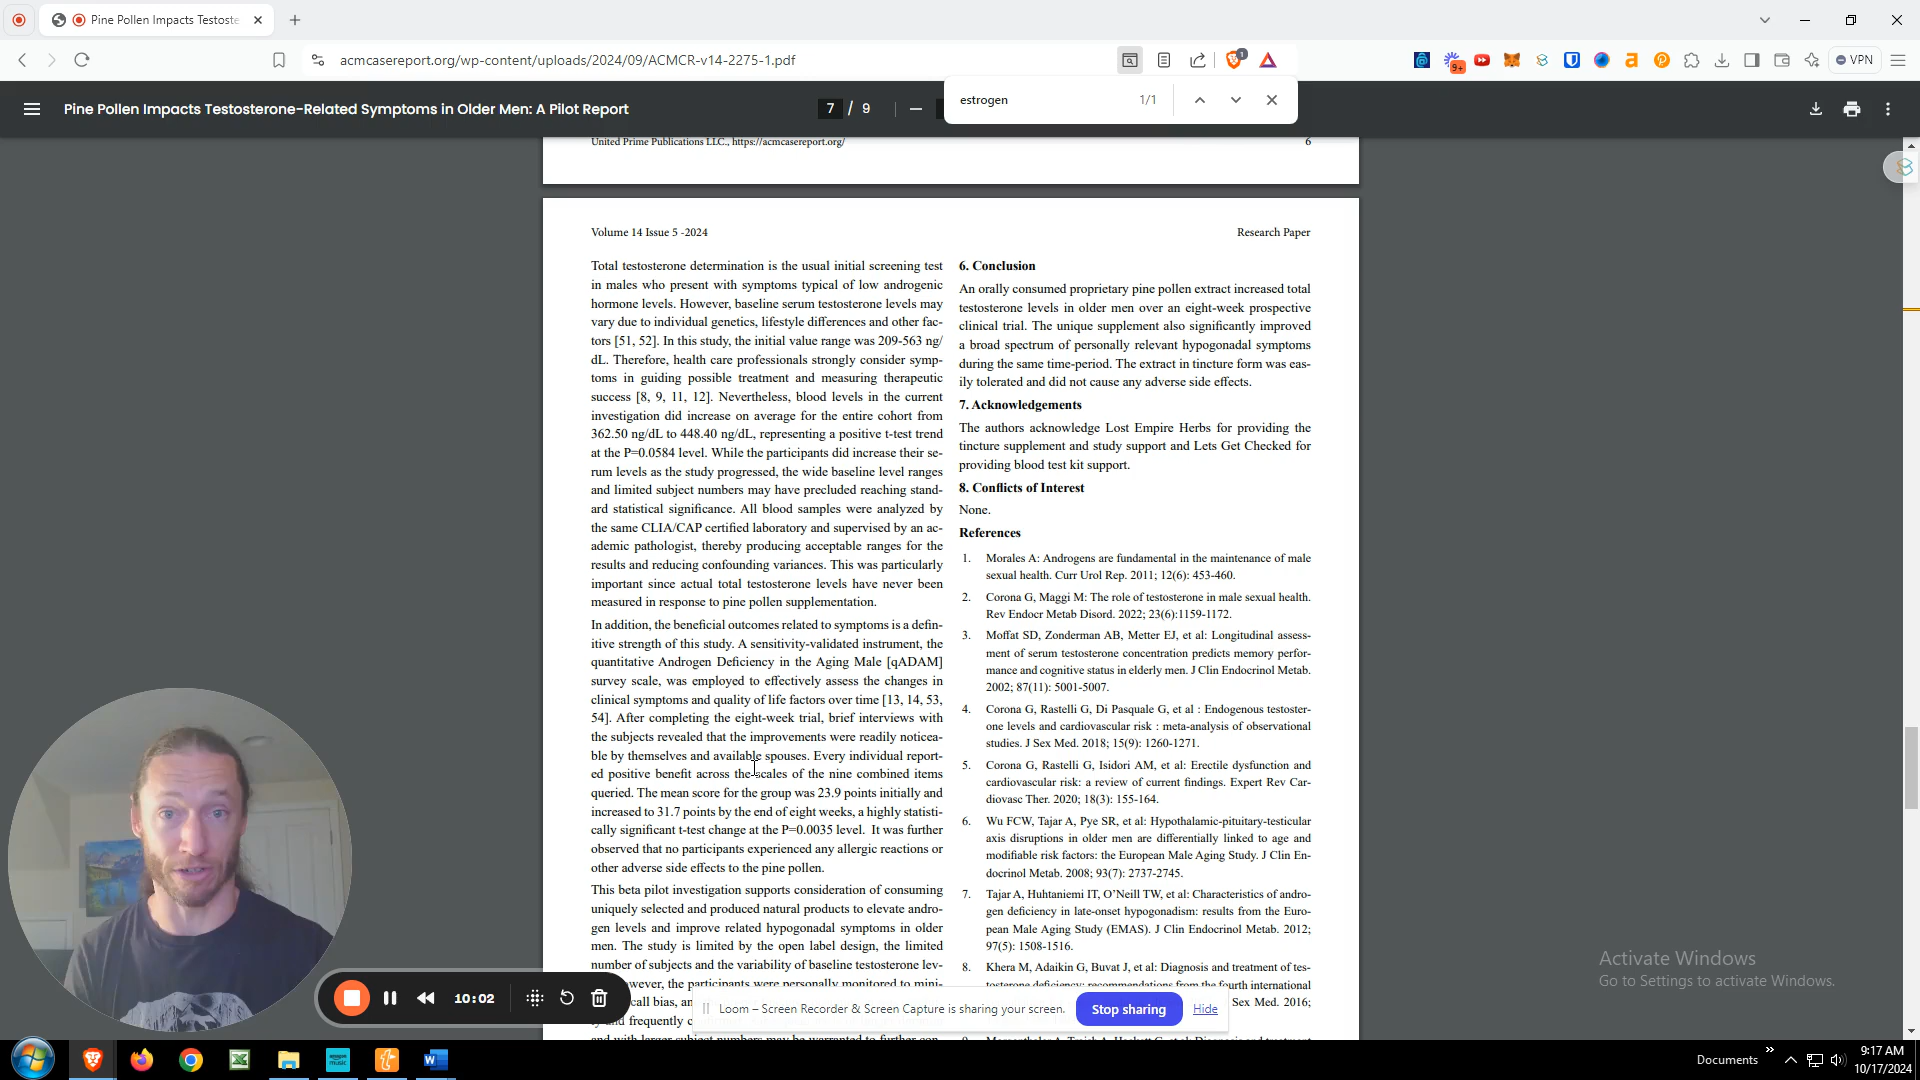 Pine Pollen Impacts Testoste
acmcasereport.org/wp-content/uploads/2024/09/ACMCR-v14-2275-1.pdf
1
9+
VPN
estrogen
1/1
Pine Pollen Impacts Testosterone-Related Symptoms in Older Men: A Pilot Report
7 / 9
United Prime Publications LLC., https://acmcasereport.org/
6
Volume 14 Issue 5 -2024
Research Paper
Total testosterone determination is the usual initial screening test
in males who present with symptoms typical of low androgenic
hormone levels. However, baseline serum testosterone levels may
vary due to individual genetics, lifestyle differences and other fac-
tors [51, 52]. In this study, the initial value range was 209-563 ng/
dL. Therefore, health care professionals strongly consider symp-
toms in guiding possible treatment and measuring therapeutic
success [8, 9, 11, 12]. Nevertheless, blood levels in the current
investigation did increase on average for the entire cohort from
362.50 ng/dL to 448.40 ng/dL, representing a positive t-test trend
at the P=0.0584 level. While the participants did increase their se-
rum levels as the study progressed, the wide baseline level ranges
and limited subject numbers may have precluded reaching stand-
ard statistical significance. All blood samples were analyzed by
the same CLIA/CAP certified laboratory and supervised by an ac-
ademic pathologist, thereby producing acceptable ranges for the
results and reducing confounding variances. This was particularly
important since actual total testosterone levels have never been
measured in response to pine pollen supplementation.
In addition, the beneficial outcomes related to symptoms is a defin-
itive strength of this study. A sensitivity-validated instrument, the
quantitative Androgen Deficiency in the Aging Male [qADAM]
survey scale, was employed to effectively assess the changes in
clinical symptoms and quality of life factors over time [13, 14, 53,
54]. After completing the eight-week trial, brief interviews with
the subjects revealed that the improvements were readily noticea-
ble by themselves and available spouses. Every individual report-
ed positive benefit across the scales of the nine combined items
queried. The mean score for the group was 23.9 points initially and
increased to 31.7 points by the end of eight weeks, a highly statisti-
cally significant t-test change at the P=0.0035 level. It was further
observed that no participants experienced any allergic reactions or
other adverse side effects to the pine pollen.
This beta pilot investigation supports consideration of consuming
uniquely selected and produced natural products to elevate andro-
gen levels and improve related hypogonadal symptoms in older
men. The study is limited by the open label design, the limited
number of subjects and the variability of baseline testosterone lev-
owever, the participants were personally monitored to mini-
call bias, an
ly and frequently c
and with larger subject numbers may be warranted to further con-
6. Conclusion
An orally consumed proprietary pine pollen extract increased total
testosterone levels in older men over an eight-week prospective
clinical trial. The unique supplement also significantly improved
a broad spectrum of personally relevant hypogonadal symptoms
during the same time-period. The extract in tincture form was eas-
ily tolerated and did not cause any adverse side effects.
7. Acknowledgements
The authors acknowledge Lost Empire Herbs for providing the
tincture supplement and study support and Lets Get Checked for
providing blood test kit support.
8. Conflicts of Interest
None.
References
1. Morales A: Androgens are fundamental in the maintenance of male
sexual health. Curr Urol Rep. 2011; 12(6): 453-460.
2. Corona G, Maggi M: The role of testosterone in male sexual health.
Rev Endocr Metab Disord. 2022; 23(6):1159-1172.
3. Moffat SD, Zonderman AB, Metter EJ, et al: Longitudinal assess-
ment of serum testosterone concentration predicts memory perfor-
mance and cognitive status in elderly men. J Clin Endocrinol Metab.
2002; 87(11): 5001-5007.
4. Corona G, Rastelli G, Di Pasquale G, et al : Endogenous testoster-
one levels and cardiovascular risk : meta-analysis of observational
studies. J Sex Med. 2018; 15(9): 1260-1271.
5. Corona G, Rastelli G, Isidori AM, et al: Erectile dysfunction and
cardiovascular risk: a review of current findings. Expert Rev Car-
diovasc Ther. 2020; 18(3): 155-164.
6. Wu FCW, Tajar A, Pye SR, et al: Hypothalamic-pituitary-testicular
axis disruptions in older men are differentially linked to age and
modifiable risk factors: the European Male Aging Study. J Clin En-
docrinol Metab. 2008; 93(7): 2737-2745.
7. Tajar A, Huhtaniemi IT, O'Neill TW, et al: Characteristics of andro-
gen deficiency in late-onset hypogonadism: results from the Euro-
pean Male Aging Study (EMAS). J Clin Endocrinol Metab. 2012;
97(5): 1508-1516.
8. Khera M, Adaikin G, Buvat J, et al: Diagnosis and treatment of tes-
tosterone deficiency: recommendations from the fourth international
Sex Med. 2016;
10:02
Loom – Screen Recorder & Screen Capture is sharing your screen.
Stop sharing
Hide
Activate Windows
Go to Settings to activate Windows.
Documents
9:17 AM
10/17/2024